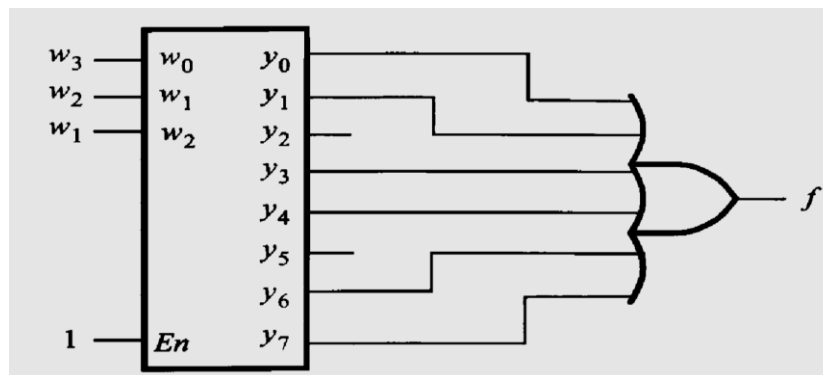 w₃ w₀ y₀
w₂ w₁ y₁
w₁ w₂ y₂
y₃
y₄
f
y₅
y₆
1 En y₇